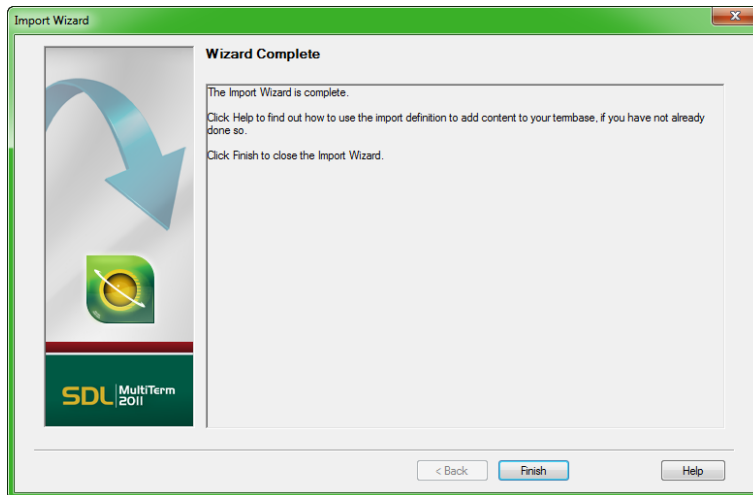 Import Wizard
Wizard Complete
The Import Wizard is complete.
Click Help to find out how to use the import definition to add content to your termbase, if you have not already
done so.
Click Finish to close the Import Wizard.
SDL MultiTerm
2011
< Back Finish Help